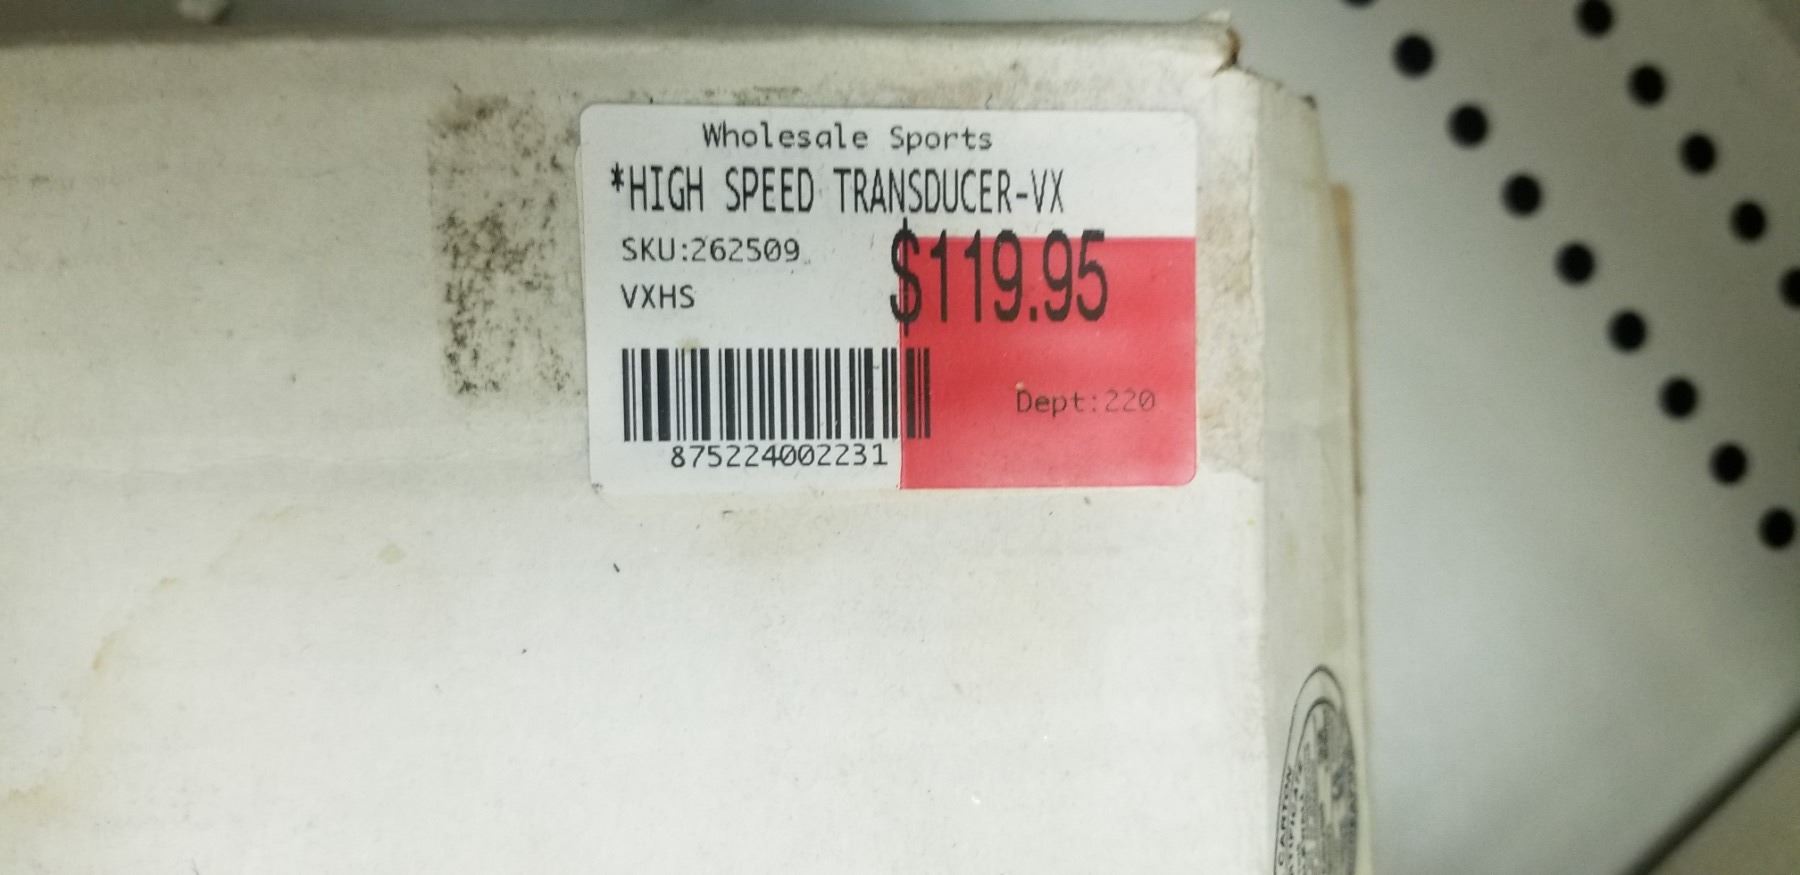 Wholesale Sports
*HIGH SPEED TRANSDUCER-VX
SKU:262509
$119.95
VXHS
Dept:220
875224002231